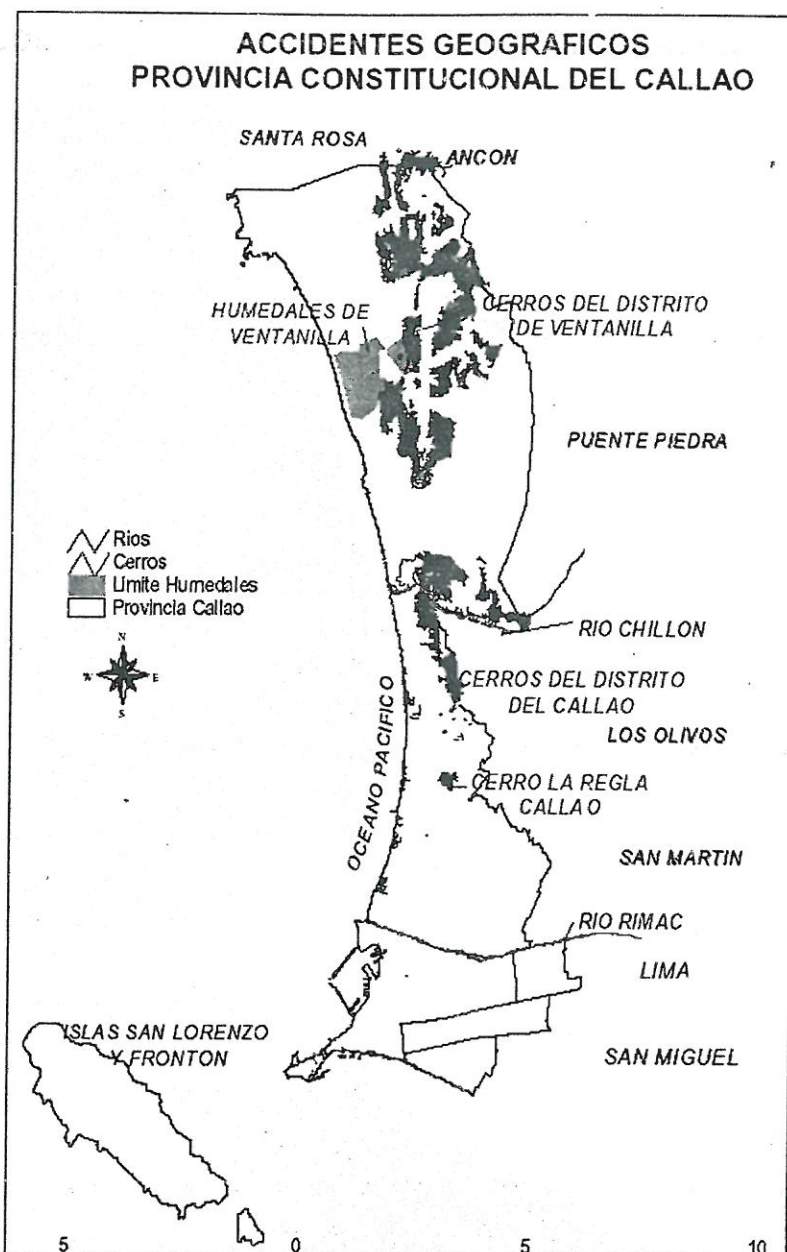 ACCIDENTES GEOGRAFICOS
PROVINCIA CONSTITUCIONAL DEL CALLAO
SANTA ROSA
ANCON
HUMEDALES DE
VENTANILLA
CERROS DEL DISTRITO
DE VENTANILLA
PUENTE PIEDRA
Rios
Cerros
Limite Humedales
Provincia Callao
N
W
E
S
RIO CHILLON
CERROS DEL DISTRITO
DEL CALLAO
LOS OLIVOS
OCEANO PACIFICO
CERRO LA REGLA
CALLAO
SAN MARTIN
RIO RIMAC
LIMA
ISLAS SAN LORENZO
Y FRONTON
SAN MIGUEL
5 0 5 10